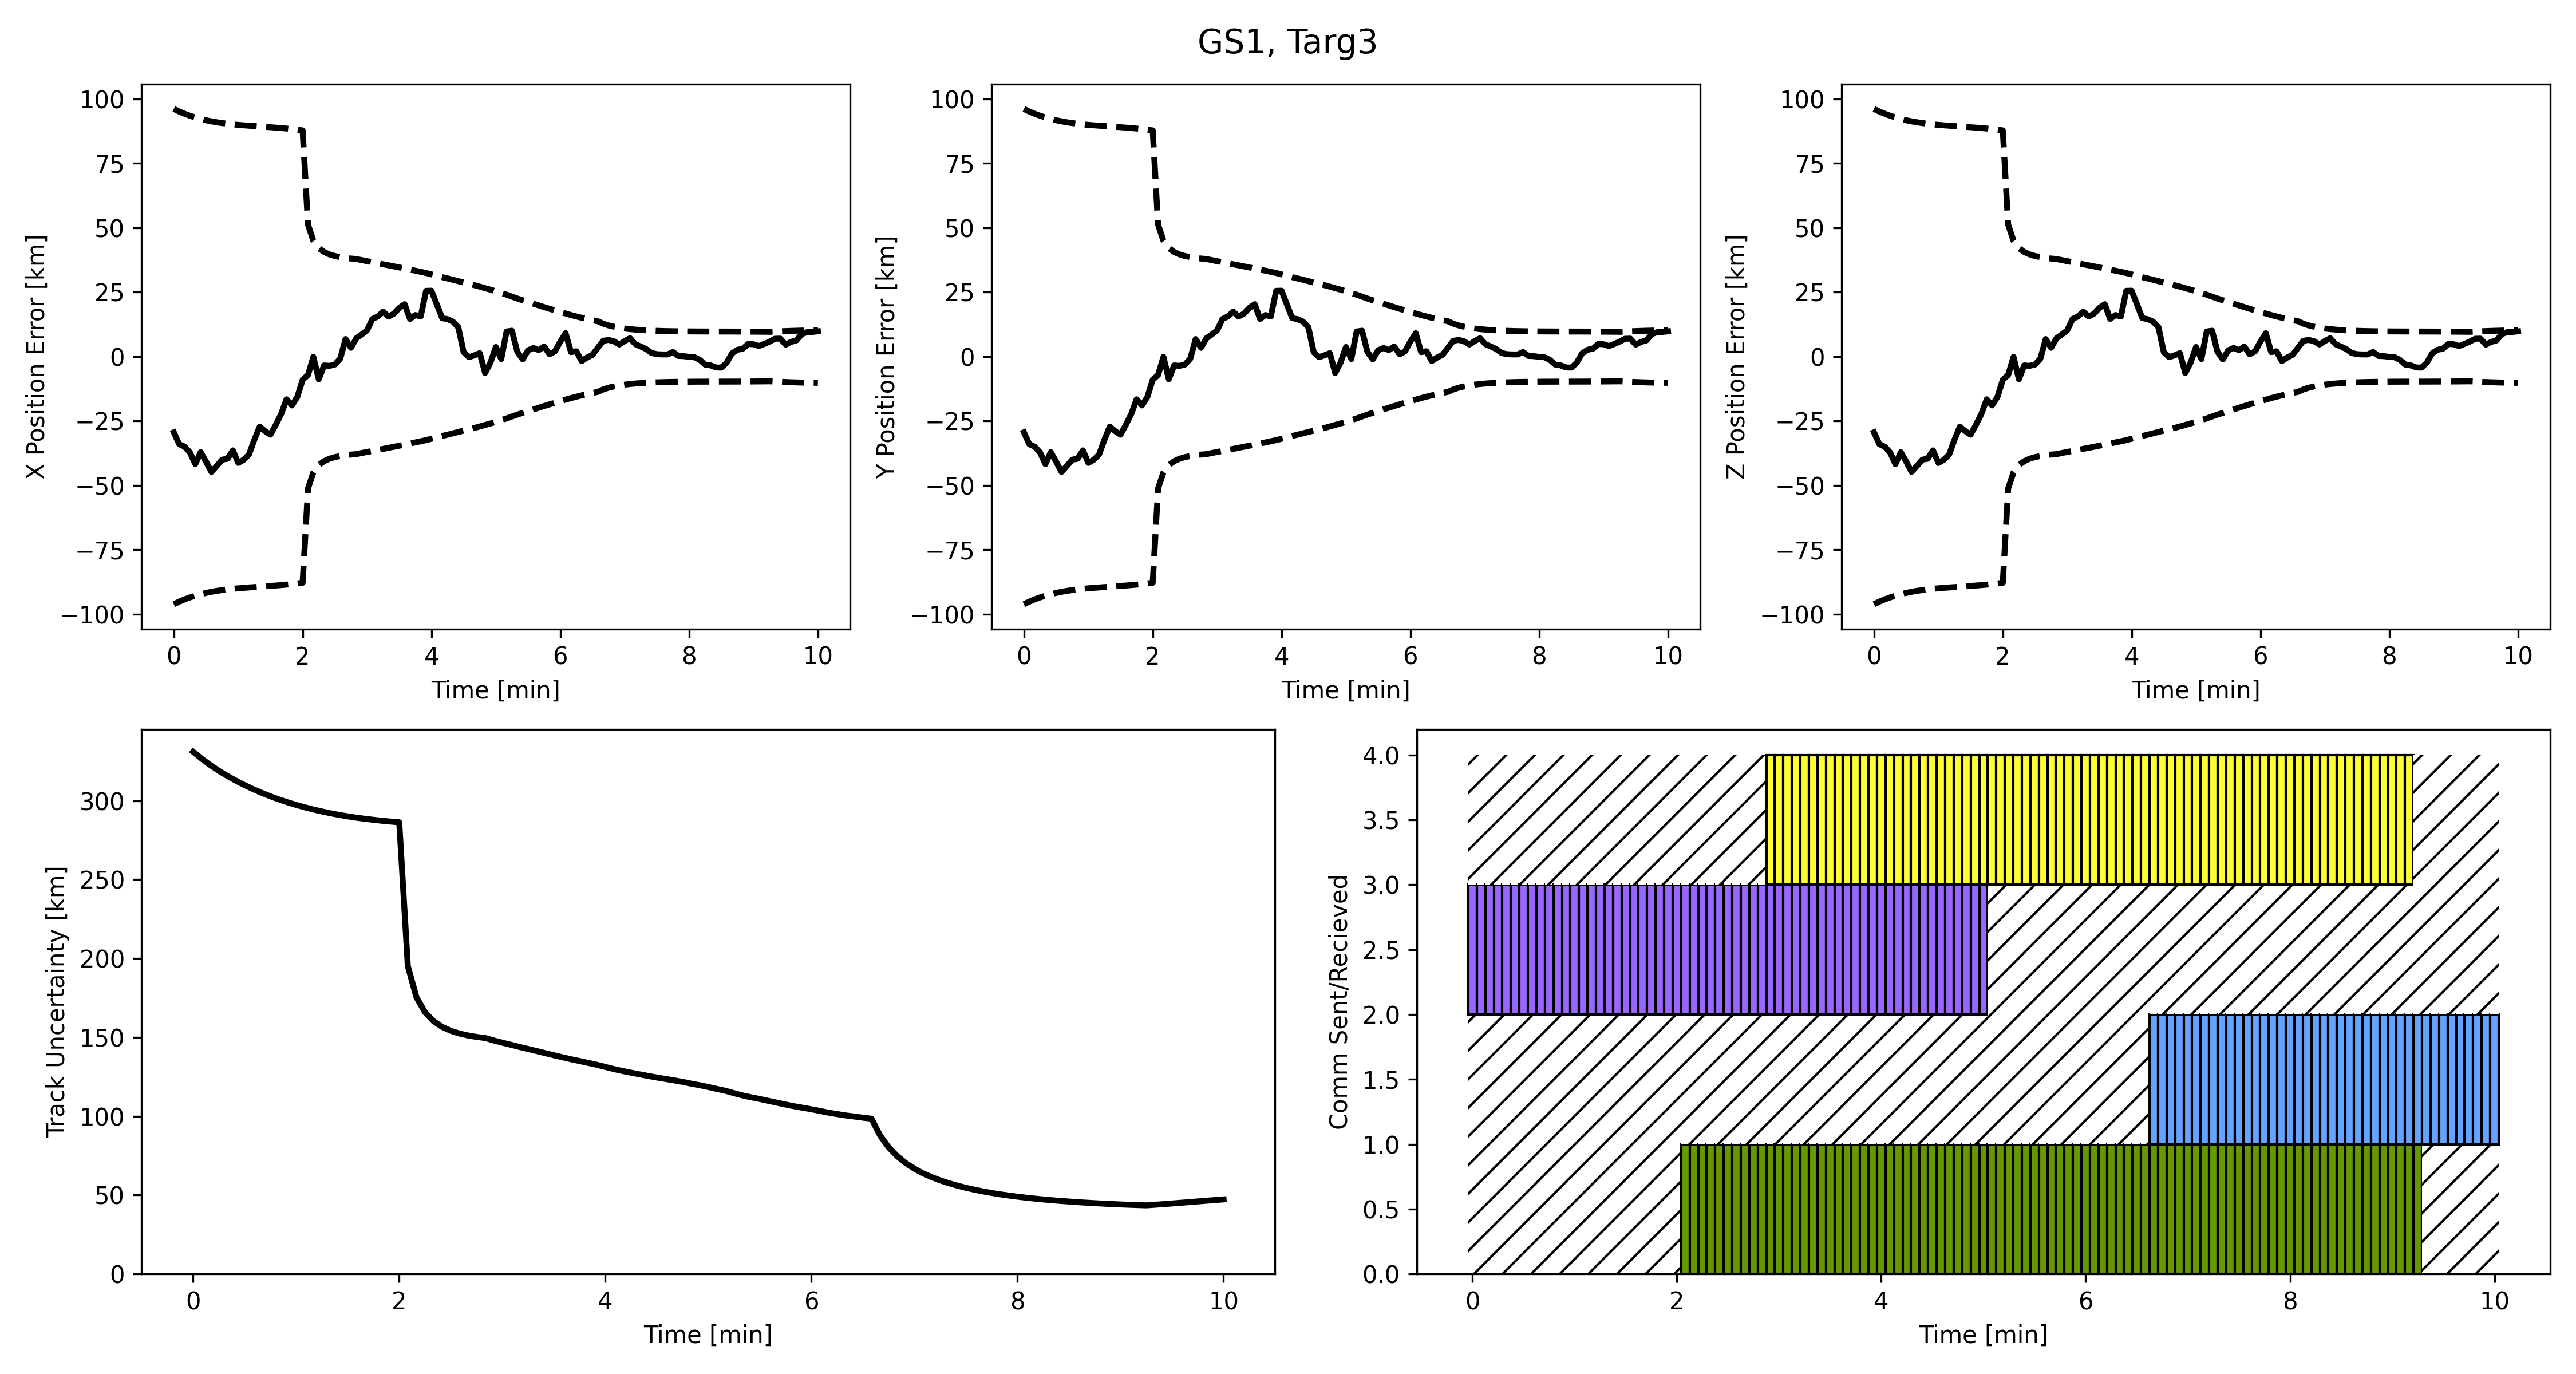 GS1, Targ3
X Position Error [km]
100
75
50
25
0
−25
−50
−75
−100
0 2 4 6 8 10
Time [min]
Y Position Error [km]
100
75
50
25
0
−25
−50
−75
−100
0 2 4 6 8 10
Time [min]
Z Position Error [km]
100
75
50
25
0
−25
−50
−75
−100
0 2 4 6 8 10
Time [min]
Track Uncertainty [km]
300
250
200
150
100
50
0
0 2 4 6 8 10
Time [min]
Comm Sent/Recieved
4.0
3.5
3.0
2.5
2.0
1.5
1.0
0.5
0.0
0 2 4 6 8 10
Time [min]